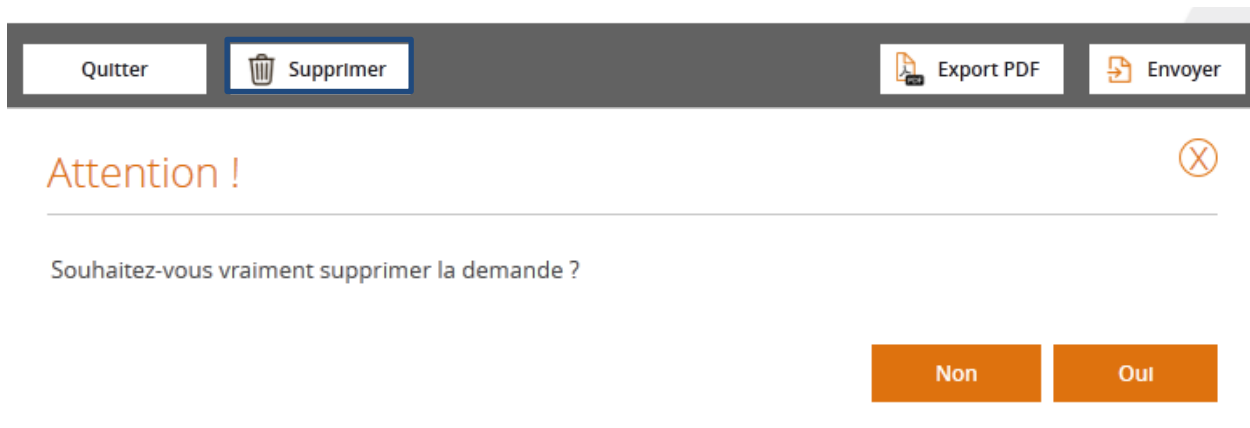 Quitter Supprimer Export PDF Envoyer
Attention ! X
Souhaitez-vous vraiment supprimer la demande ?
Non Oui